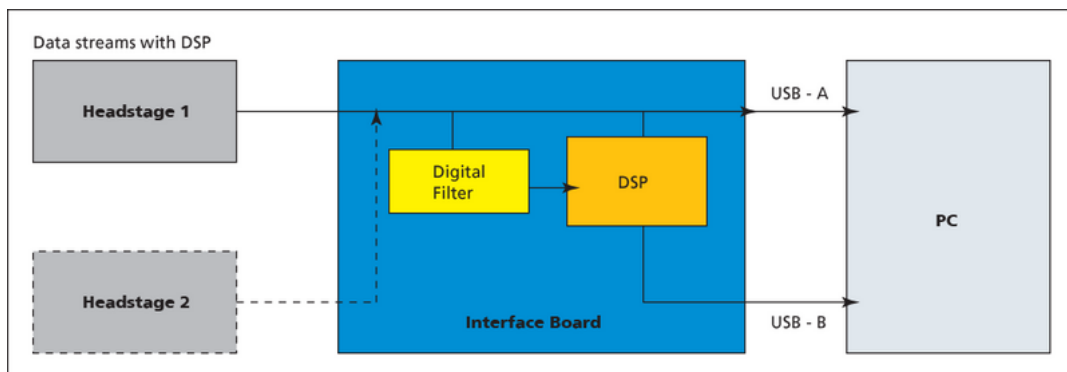 Data streams with DSP
Headstage 1
USB - A
Digital
Filter
DSP
PC
Headstage 2
Interface Board
USB - B